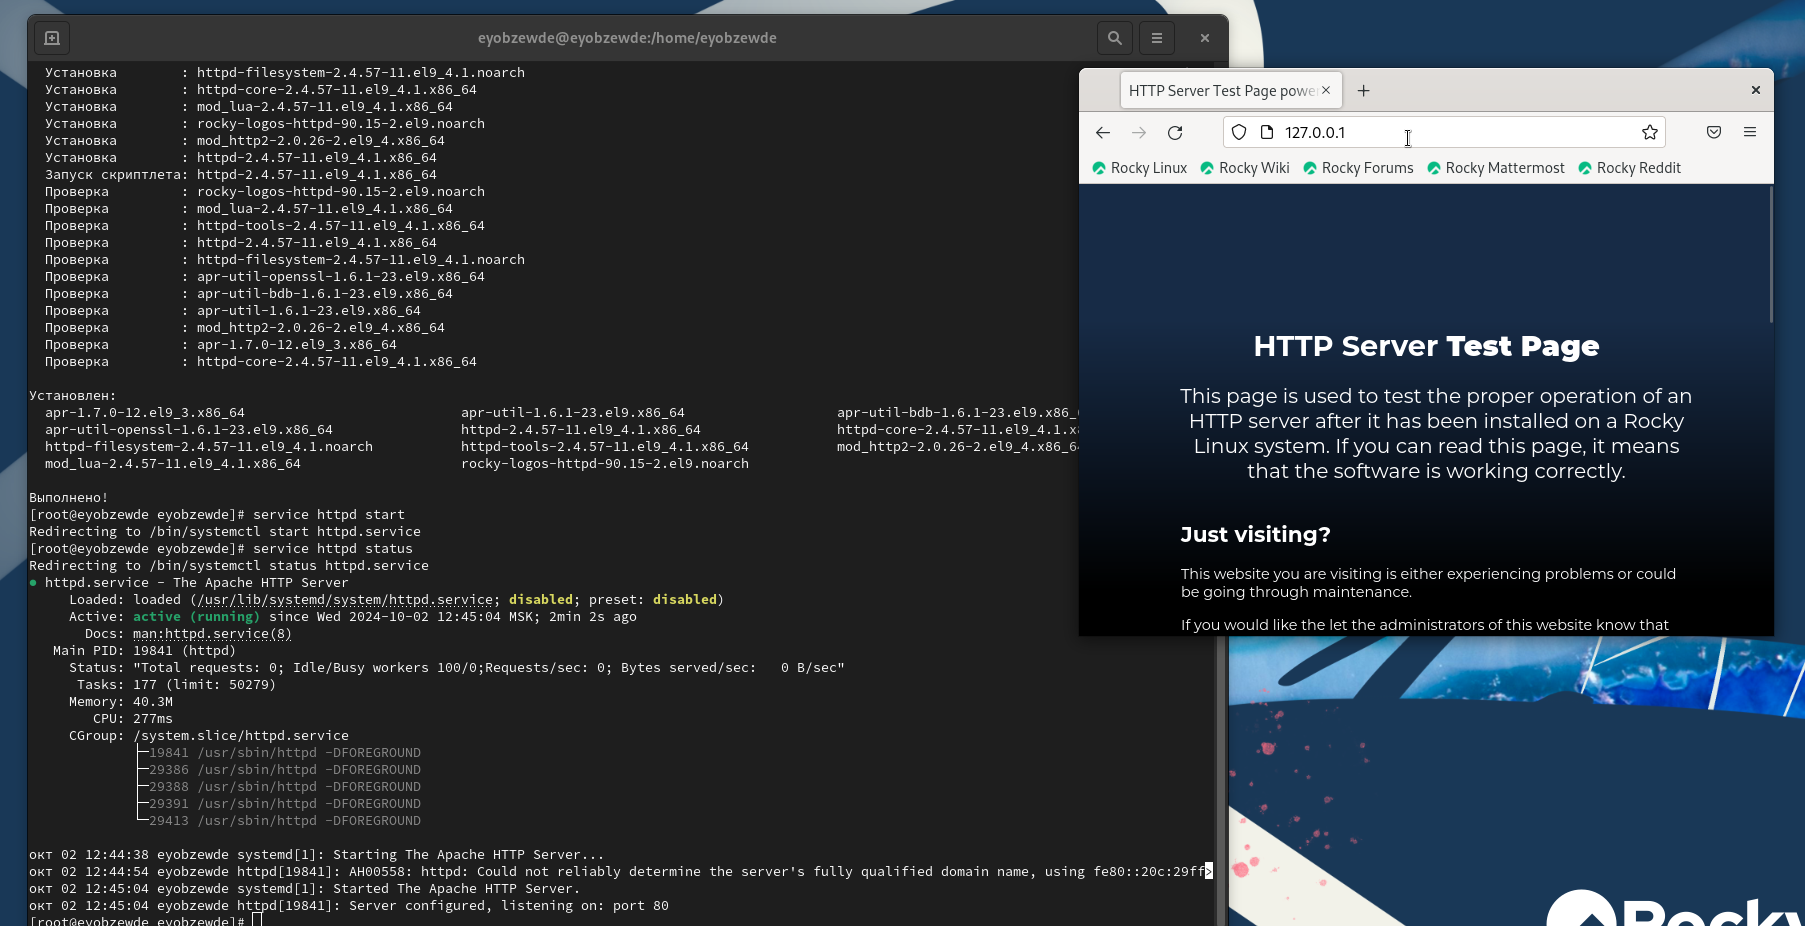 eyobzewde@eyobzewde:/home/eyobzewde
Установка        : httpd-filesystem-2.4.57-11.el9_4.1.noarch
Установка        : httpd-core-2.4.57-11.el9_4.1.x86_64
Установка        : mod_lua-2.4.57-11.el9_4.1.x86_64
Установка        : rocky-logos-httpd-90.15-2.el9.noarch
Установка        : mod_http2-2.0.26-2.el9_4.x86_64
Установка        : httpd-2.4.57-11.el9_4.1.x86_64
Запуск скриптлета: httpd-2.4.57-11.el9_4.1.x86_64
Проверка         : rocky-logos-httpd-90.15-2.el9.noarch
Проверка         : mod_lua-2.4.57-11.el9_4.1.x86_64
Проверка         : httpd-tools-2.4.57-11.el9_4.1.x86_64
Проверка         : httpd-2.4.57-11.el9_4.1.x86_64
Проверка         : httpd-filesystem-2.4.57-11.el9_4.1.noarch
Проверка         : apr-util-openssl-1.6.1-23.el9.x86_64
Проверка         : apr-util-bdb-1.6.1-23.el9.x86_64
Проверка         : apr-util-1.6.1-23.el9.x86_64
Проверка         : mod_http2-2.0.26-2.el9_4.x86_64
Проверка         : apr-1.7.0-12.el9_3.x86_64
Проверка         : httpd-core-2.4.57-11.el9_4.1.x86_64
Установлен:
apr-1.7.0-12.el9_3.x86_64 apr-util-1.6.1-23.el9.x86_64 apr-util-bdb-1.6.1-23.el9.x86_
apr-util-openssl-1.6.1-23.el9.x86_64 httpd-2.4.57-11.el9_4.1.x86_64 httpd-core-2.4.57-11.el9_4.1.x
httpd-filesystem-2.4.57-11.el9_4.1.noarch httpd-tools-2.4.57-11.el9_4.1.x86_64 mod_http2-2.0.26-2.el9_4.x86_64
mod_lua-2.4.57-11.el9_4.1.x86_64 rocky-logos-httpd-90.15-2.el9.noarch
Выполнено!
[root@eyobzewde eyobzewde]# service httpd start
Redirecting to /bin/systemctl start httpd.service
[root@eyobzewde eyobzewde]# service httpd status
Redirecting to /bin/systemctl status httpd.service
● httpd.service - The Apache HTTP Server
Loaded: loaded (/usr/lib/systemd/system/httpd.service; disabled; preset: disabled)
Active: active (running) since Wed 2024-10-02 12:45:04 MSK; 2min 2s ago
Docs: man:httpd.service(8)
Main PID: 19841 (httpd)
Status: "Total requests: 0; Idle/Busy workers 100/0;Requests/sec: 0; Bytes served/sec:   0 B/sec"
Tasks: 177 (limit: 50279)
Memory: 40.3M
CPU: 277ms
CGroup: /system.slice/httpd.service
├─19841 /usr/sbin/httpd -DFOREGROUND
├─29386 /usr/sbin/httpd -DFOREGROUND
├─29388 /usr/sbin/httpd -DFOREGROUND
├─29391 /usr/sbin/httpd -DFOREGROUND
└─29413 /usr/sbin/httpd -DFOREGROUND
окт 02 12:44:38 eyobzewde systemd[1]: Starting The Apache HTTP Server...
окт 02 12:44:54 eyobzewde httpd[19841]: AH00558: httpd: Could not reliably determine the server's fully qualified domain name, using fe80::20c:29ff>
окт 02 12:45:04 eyobzewde systemd[1]: Started The Apache HTTP Server.
окт 02 12:45:04 eyobzewde httpd[19841]: Server configured, listening on: port 80
[root@eyobzewde eyobzewde]#
HTTP Server Test Page powe
127.0.0.1
Rocky Linux Rocky Wiki Rocky Forums Rocky Mattermost Rocky Reddit
HTTP Server Test Page
This page is used to test the proper operation of an
HTTP server after it has been installed on a Rocky
Linux system. If you can read this page, it means
that the software is working correctly.
Just visiting?
This website you are visiting is either experiencing problems or could
be going through maintenance.
If you would like the let the administrators of this website know that
Rocky